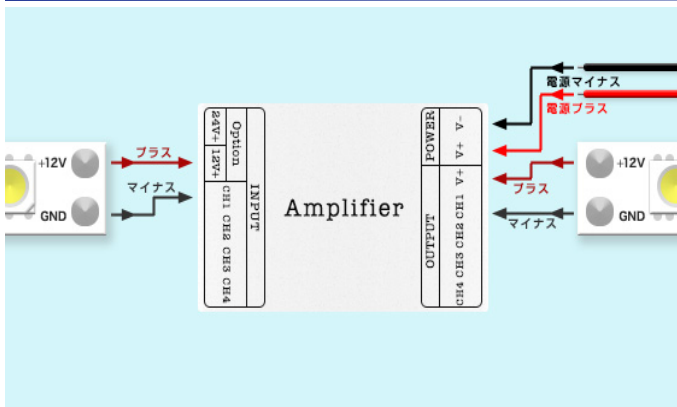 電源マイナス
電源プラス
+12V
GND
プラス
マイナス
24V+
12V+
Option
CH1 CH2 CH3 CH4
INPUT
Amplifier
POWER
V-
V+
OUTPUT
CH4 CH3 CH2 CH1 V+
プラス
マイナス
+12V
GND